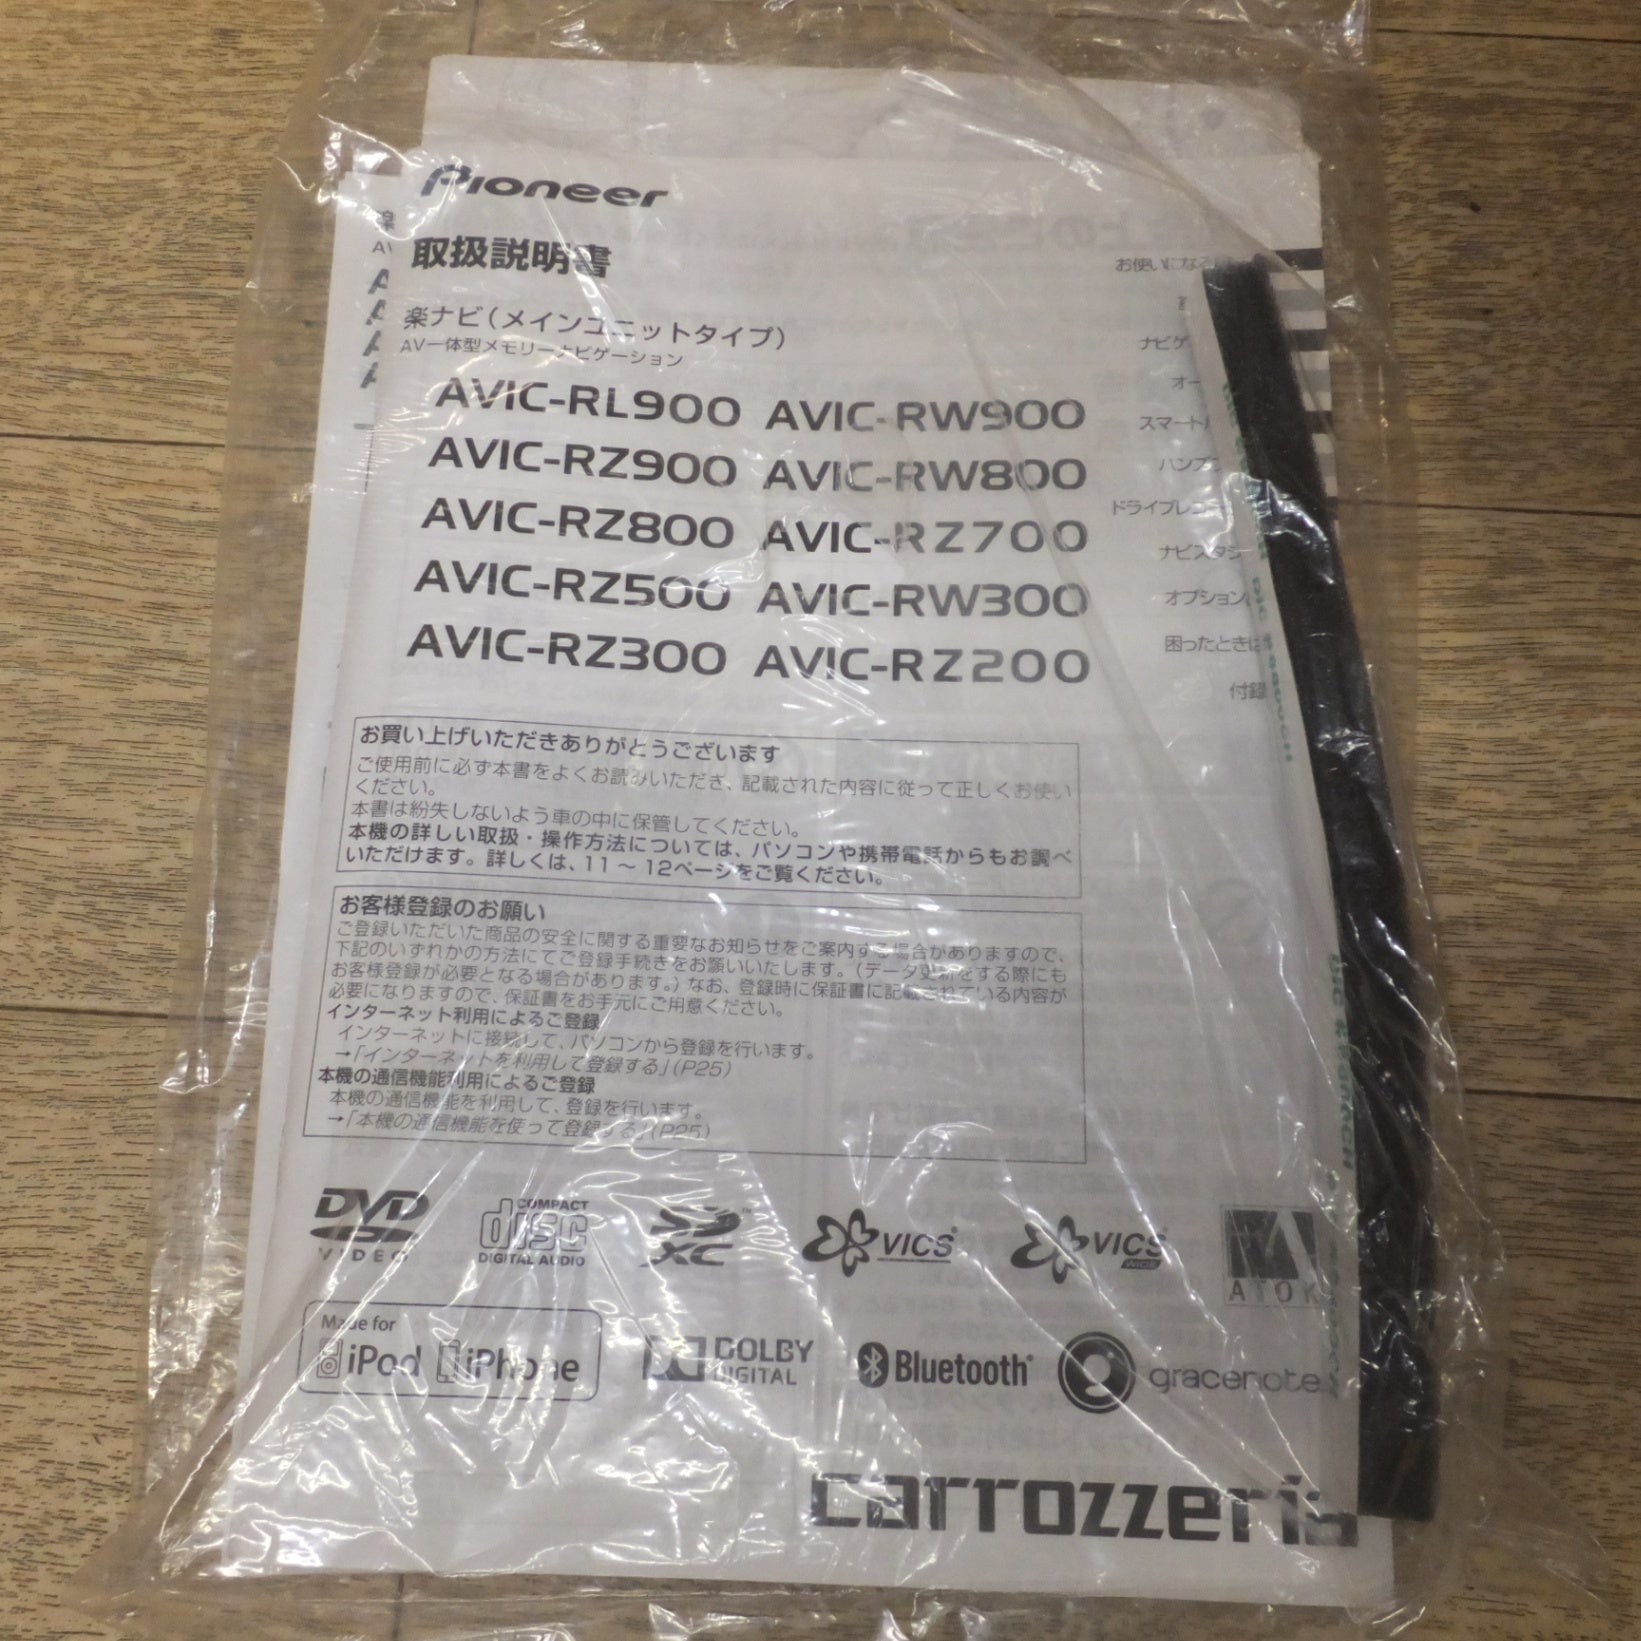 Pioneer
取扱説明書
楽ナビ(メインユニットタイプ)
AV一体型メモリーナビゲーション
AVIC-RL900 AVIC-RW900
AVIC-RZ900 AVIC-RW800
AVIC-RZ800 AVIC-RZ700
AVIC-RZ500 AVIC-RW300
AVIC-RZ300 AVIC-RZ200
お使いになる
ナビゲ
オー
スマート
ハンズ
ドライブレコー
ナビスタジ
オプション
困ったときは
付録
お買い上げいただきありがとうございます
ご使用前に必ず本書をよくお読みいただき、記載された内容に従って正しくお使い
ください。
本書は紛失しないよう車の中に保管してください。
本機の詳しい取扱・操作方法については、パソコンや携帯電話からもお調べ
いただけます。詳しくは、11 ～ 12ページをご覧ください。
お客様登録のお願い
ご登録いただいた商品の安全に関する重要なお知らせをご案内する場合がありますので、
下記のいずれかの方法にてご登録手続きをお願いいたします。(データ更新をする際にも
お客様登録が必要となる場合があります。)なお、登録時に保証書に記載されている内容が
必要になりますので、保証書をお手元にご用意ください。
インターネット利用によるご登録
インターネットに接続して、パソコンから登録を行います。
→「インターネットを利用して登録する」(P25)
本機の通信機能利用によるご登録
本機の通信機能を利用して、登録を行います。
→「本機の通信機能を使って登録する」(P25)
DVD VIDEO
COMPACT disc DIGITAL AUDIO
SD XC
VICS
VICS WIDE
ATOK
Made for
iPod iPhone
DOLBY DIGITAL
Bluetooth
gracenote
carrozzeria